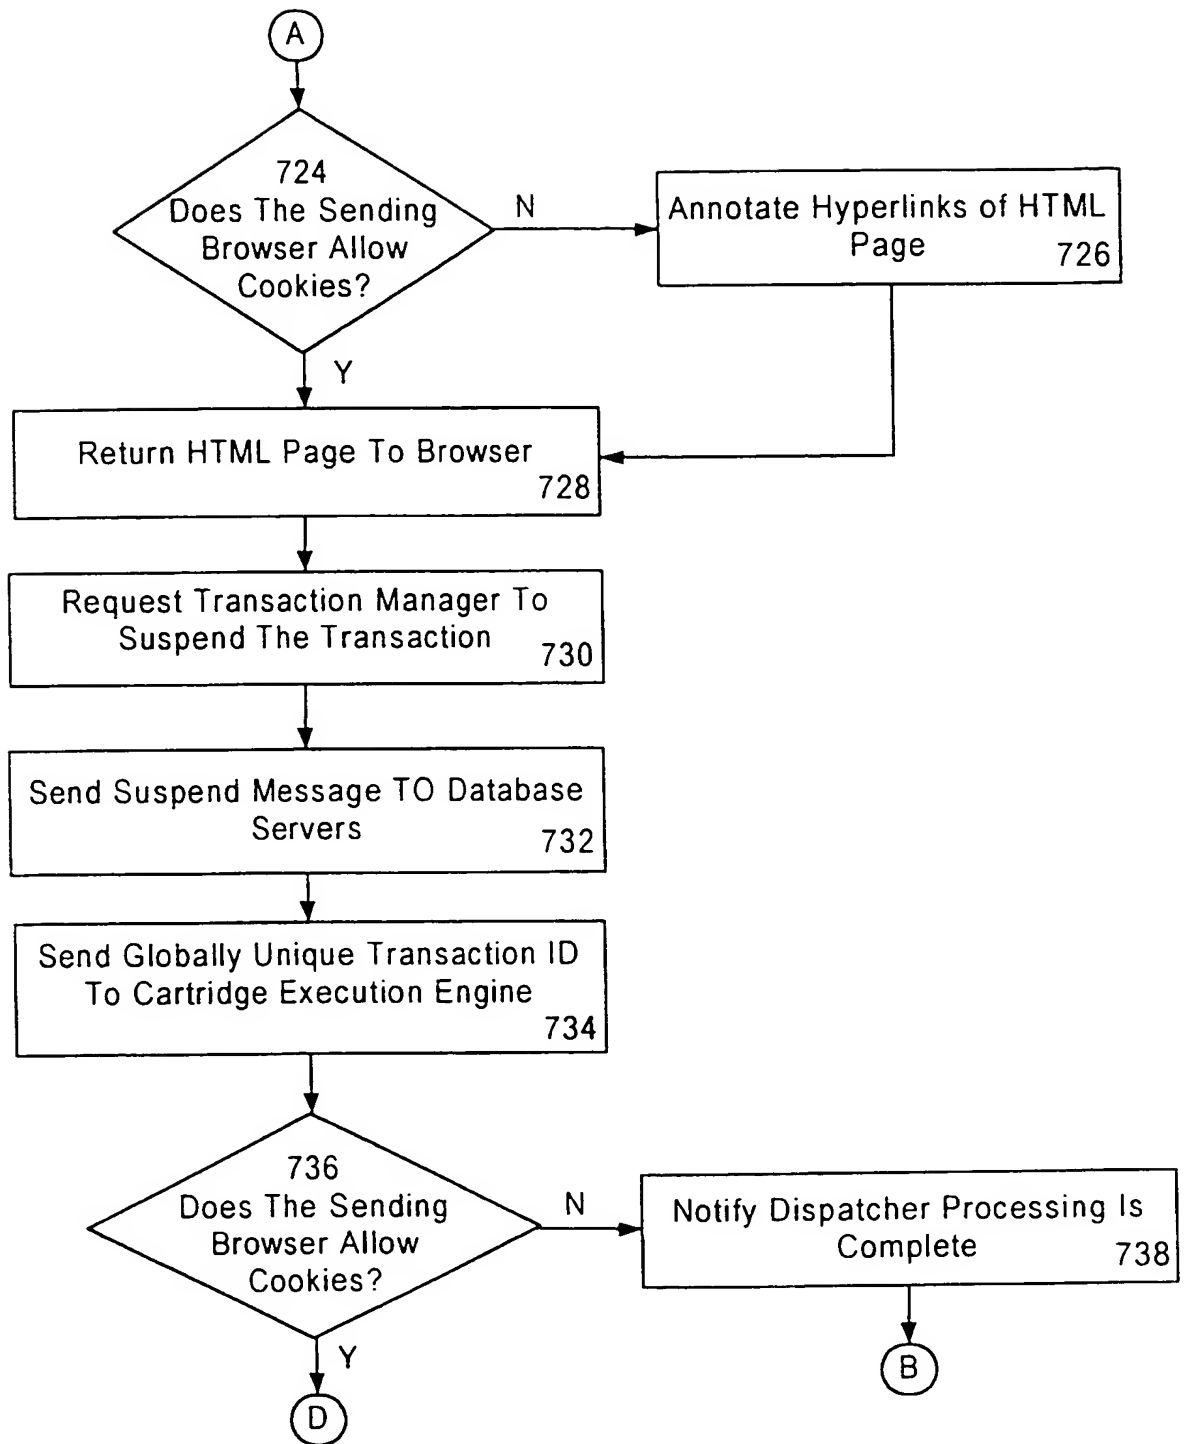 A
724
Does The Sending
Browser Allow
Cookies?
N
Annotate Hyperlinks of HTML
Page
726
Y
Return HTML Page To Browser
728
Request Transaction Manager To
Suspend The Transaction
730
Send Suspend Message TO Database
Servers
732
Send Globally Unique Transaction ID
To Cartridge Execution Engine
734
736
Does The Sending
Browser Allow
Cookies?
N
Notify Dispatcher Processing Is
Complete
738
Y
B
D